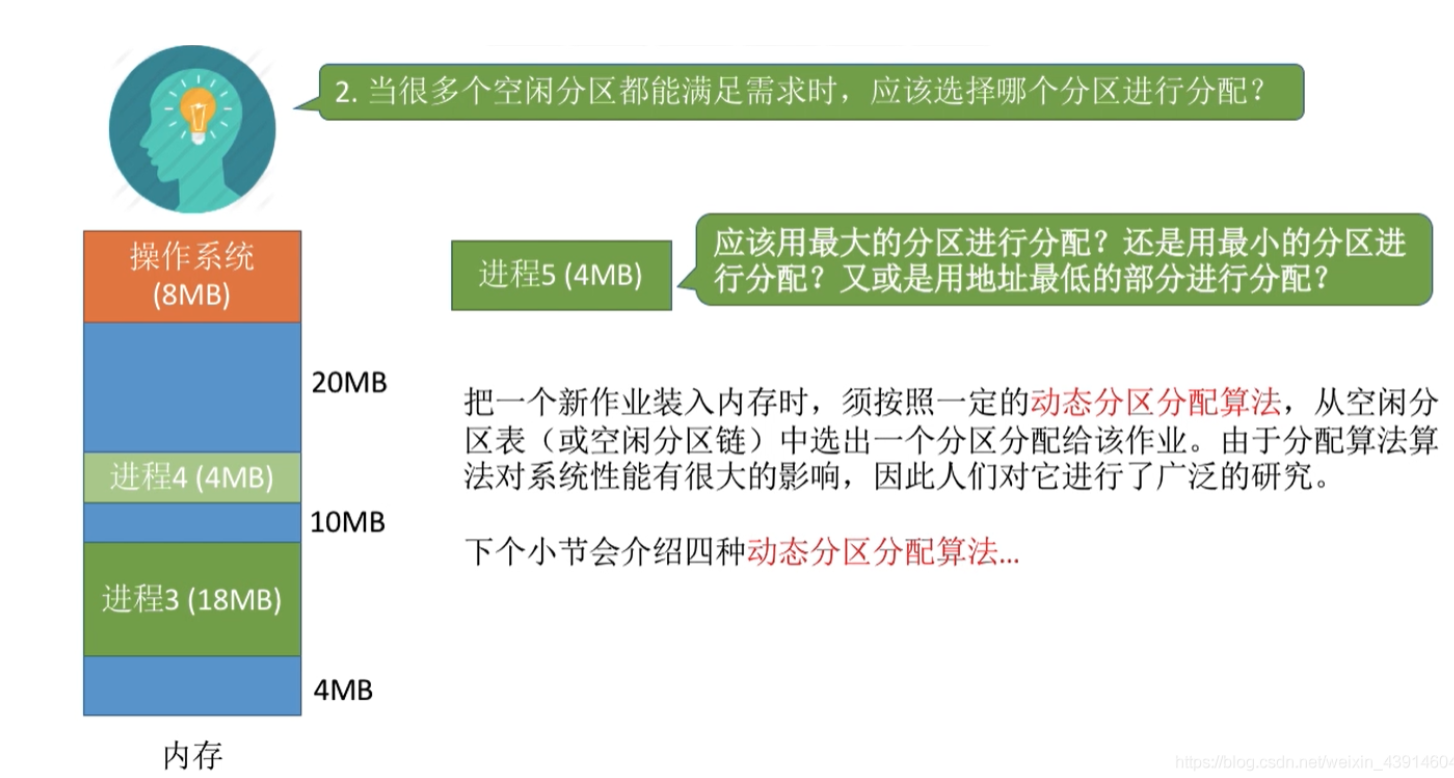 2. 当很多个空闲分区都能满足需求时，应该选择哪个分区进行分配？
操作系统
(8MB)
20MB
进程4 (4MB)
10MB
进程3 (18MB)
4MB
内存
进程5 (4MB)
应该用最大的分区进行分配？还是用最小的分区进
行分配？又或是用地址最低的部分进行分配？
把一个新作业装入内存时，须按照一定的动态分区分配算法，从空闲分
区表（或空闲分区链）中选出一个分区分配给该作业。由于分配算法算
法对系统性能有很大的影响，因此人们对它进行了广泛的研究。
下个小节会介绍四种动态分区分配算法...
https://blog.csdn.net/weixin_4391460